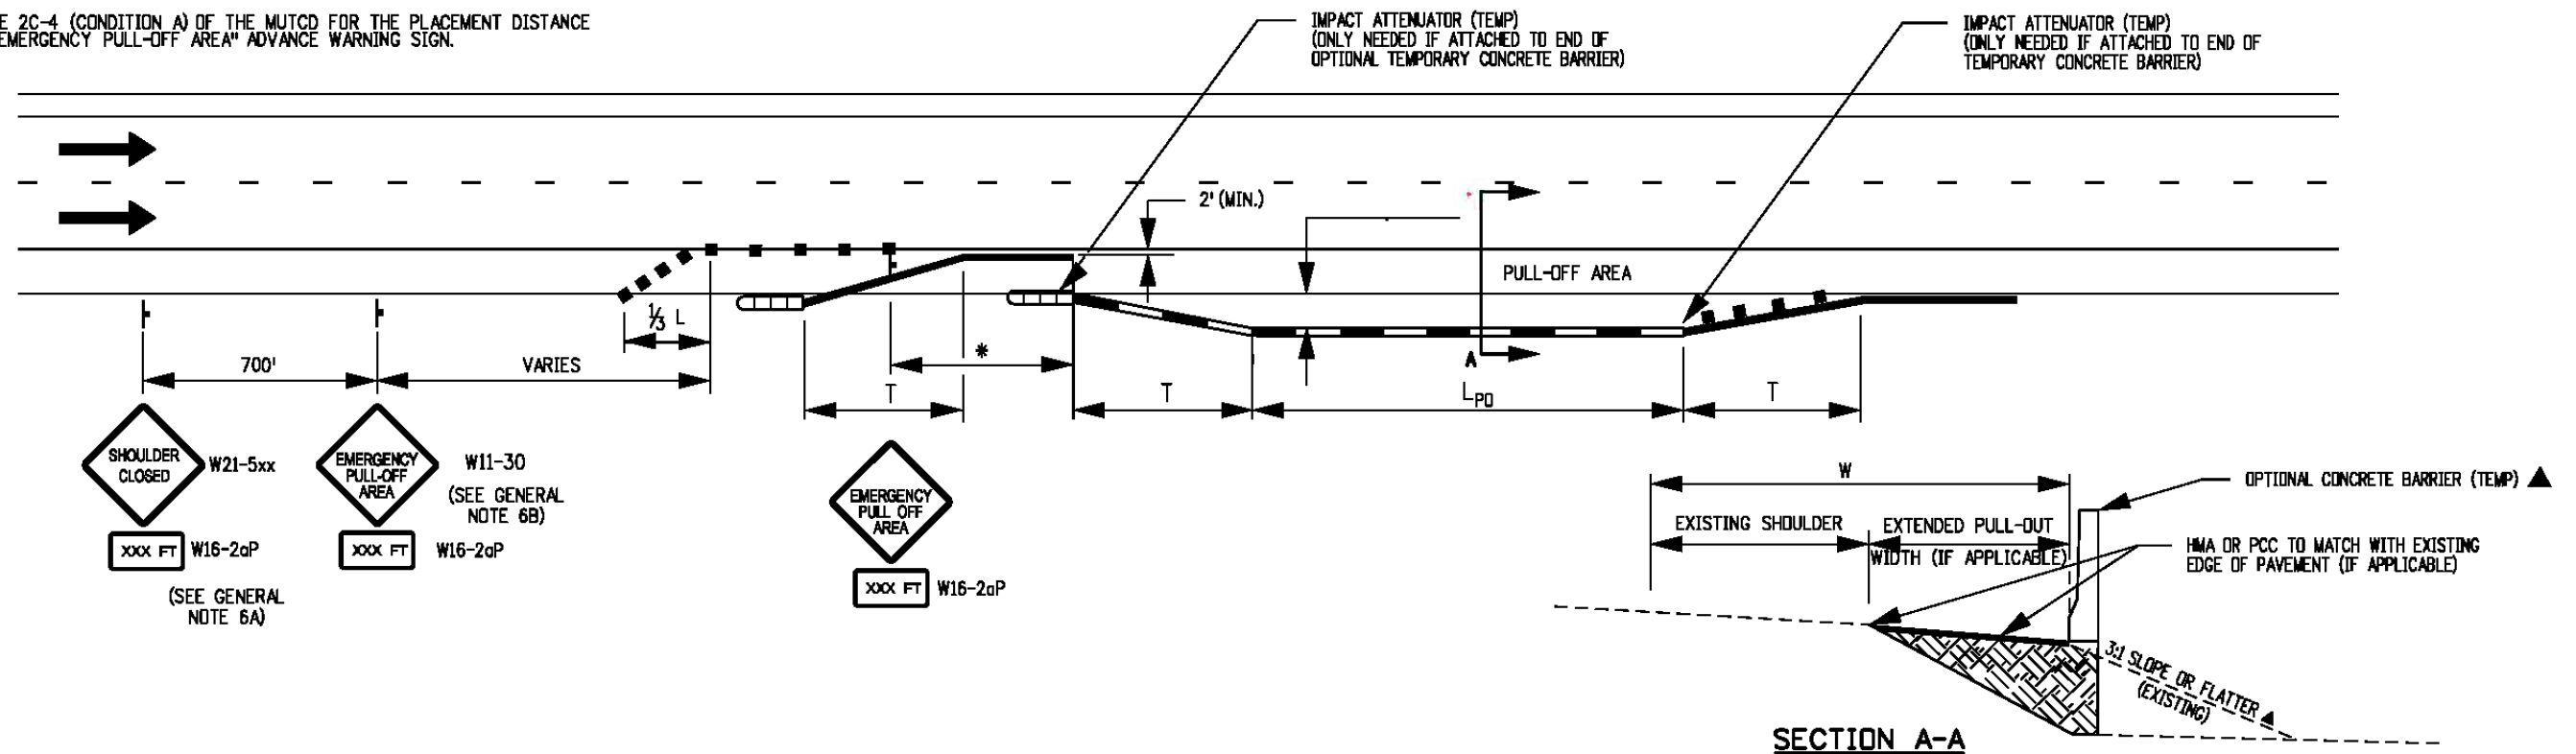 E 2C-4 (CONDITION A) OF THE MUTCD FOR THE PLACEMENT DISTANCE
EMERGENCY PULL-OFF AREA" ADVANCE WARNING SIGN.
IMPACT ATTENUATOR (TEMP)
(ONLY NEEDED IF ATTACHED TO END OF
OPTIONAL TEMPORARY CONCRETE BARRIER)
IMPACT ATTENUATOR (TEMP)
(ONLY NEEDED IF ATTACHED TO END OF
TEMPORARY CONCRETE BARRIER)
2' (MIN.)
PULL-OFF AREA
⅓ L
700'
VARIES
*
T
T
LPO
T
A
SHOULDER
CLOSED
W21-5xx
XXX FT
W16-2aP
(SEE GENERAL
NOTE 6A)
EMERGENCY
PULL-OFF
AREA
W11-30
(SEE GENERAL
NOTE 6B)
XXX FT
W16-2aP
EMERGENCY
PULL OFF
AREA
XXX FT
W16-2aP
W
OPTIONAL CONCRETE BARRIER (TEMP) ▲
EXISTING SHOULDER
EXTENDED PULL-OUT
WIDTH (IF APPLICABLE)
HMA OR PCC TO MATCH WITH EXISTING
EDGE OF PAVEMENT (IF APPLICABLE)
3:1 SLOPE OR FLATTER ▲
(EXISTING)
SECTION A-A